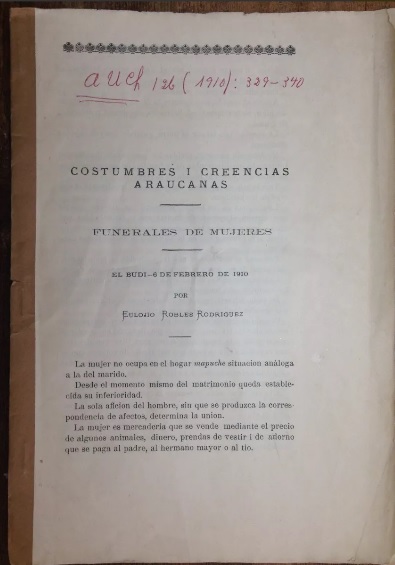 AUCh 126 (1910): 329-340
COSTUMBRES I CREENCIAS
ARAUCANAS
FUNERALES DE MUJERES
EL BUDI—6 DE FEBRERO DE 1910
POR
EULOJIO ROBLES RODRIGUEZ
La mujer no ocupa en el hogar mapuche situacion análoga
a la del marido.
Desde el momento mismo del matrimonio queda estable-
cida su inferioridad.
La sola aficion del hombre, sin que se produzca la corres-
pondencia de afectos, determina la union.
La mujer es mercadería que se vende mediante el precio
de algunos animales, dinero, prendas de vestir i de adorno
que se paga al padre, al hermano mayor o al tio.